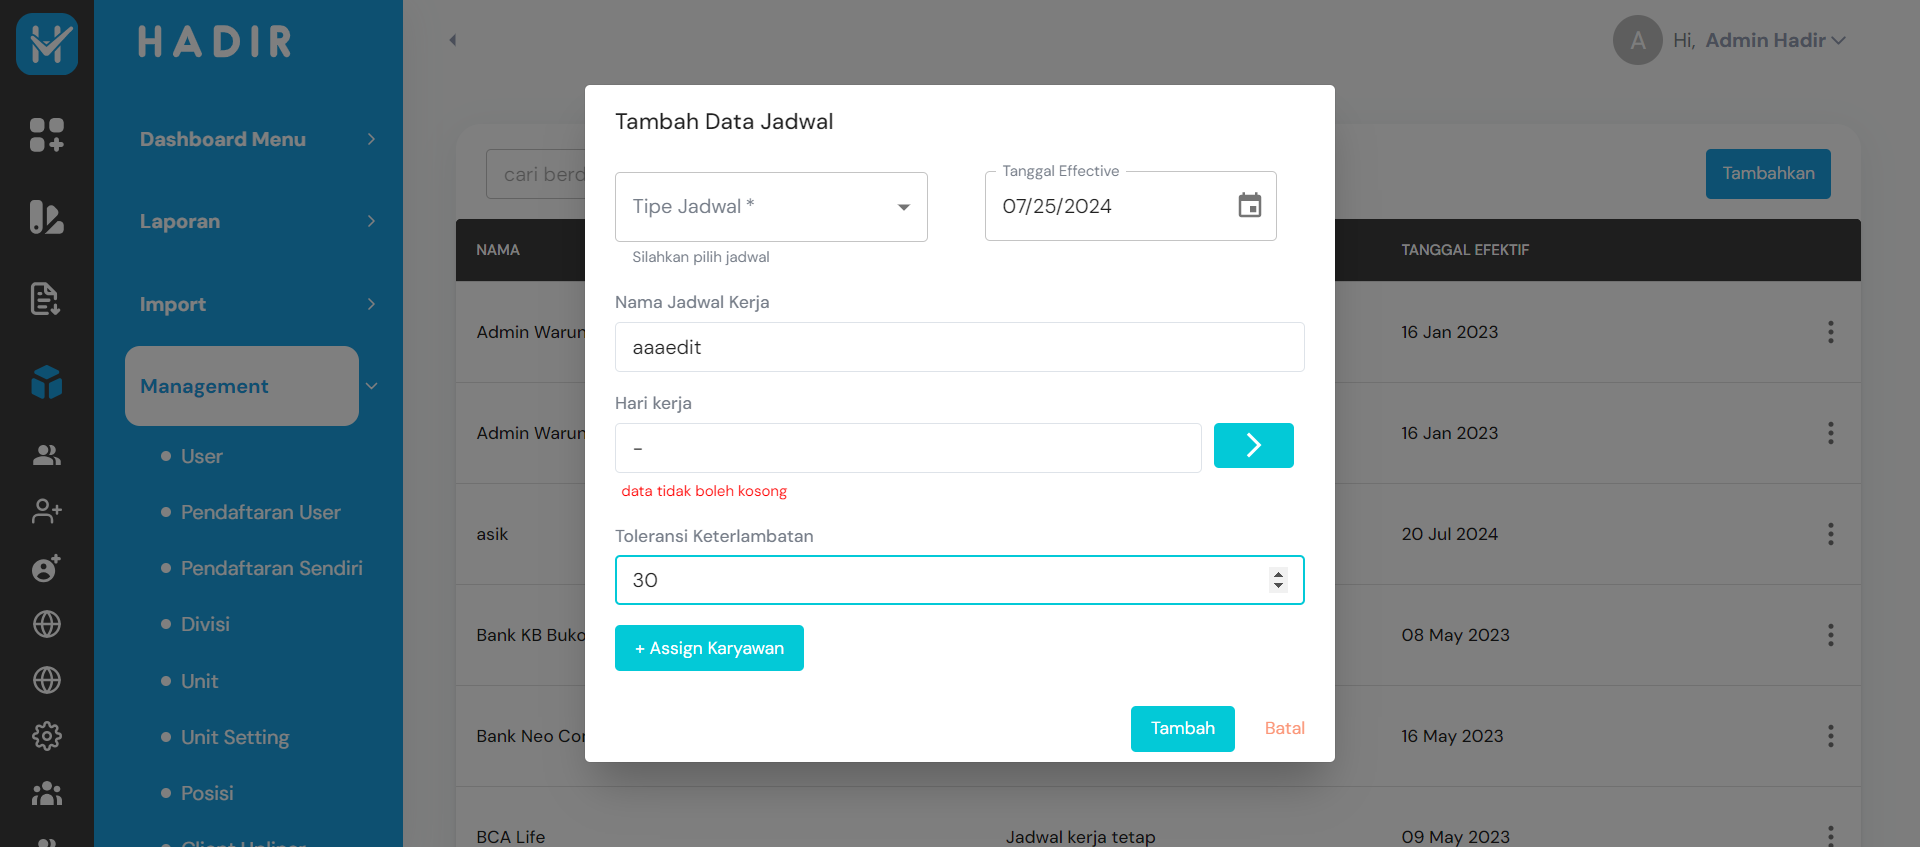 HADIR
Hi, Admin Hadir
A
Dashboard Menu
Laporan
Import
Management
User
Pendaftaran User
Pendaftaran Sendiri
Divisi
Unit
Unit Setting
Posisi
cari berd
Tambahkan
NAMA
TANGGAL EFEKTIF
Admin Warun
16 Jan 2023
Admin Warun
16 Jan 2023
asik
20 Jul 2024
Bank KB Buko
08 May 2023
Bank Neo Co
16 May 2023
BCA Life
Jadwal kerja tetap
09 May 2023
Tambah Data Jadwal
Tipe Jadwal *
Silahkan pilih jadwal
Tanggal Effective
07/25/2024
Nama Jadwal Kerja
aaaedit
Hari kerja
-
data tidak boleh kosong
Toleransi Keterlambatan
30
+ Assign Karyawan
Tambah
Batal